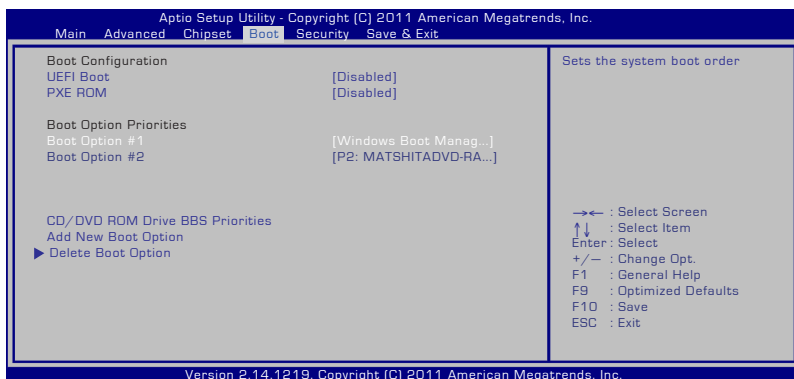 Aptio Setup Utility - Copyright (C) 2011 American Megatrends, Inc.
Main Advanced Chipset Boot Security Save & Exit
Boot Configuration
UEFI Boot [Disabled]
PXE ROM [Disabled]
Boot Option Priorities
Boot Option #1 [Windows Boot Manag...]
Boot Option #2 [P2: MATSHITADVD-RA...]
CD/DVD ROM Drive BBS Priorities
Add New Boot Option
▶ Delete Boot Option
Sets the system boot order
→← : Select Screen
↑↓ : Select Item
Enter : Select
+/— : Change Opt.
F1 : General Help
F9 : Optimized Defaults
F10 : Save
ESC : Exit
Version 2.14.1219. Copyright (C) 2011 American Megatrends, Inc.